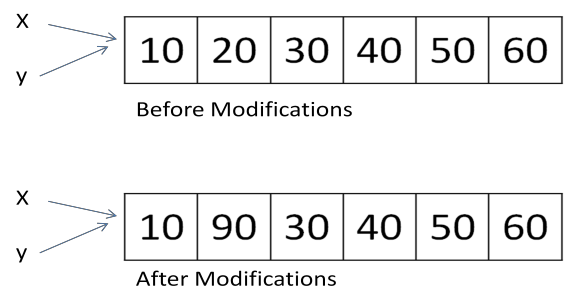 X
10 20 30 40 50 60
y
Before Modifications
X
10 90 30 40 50 60
y
After Modifications